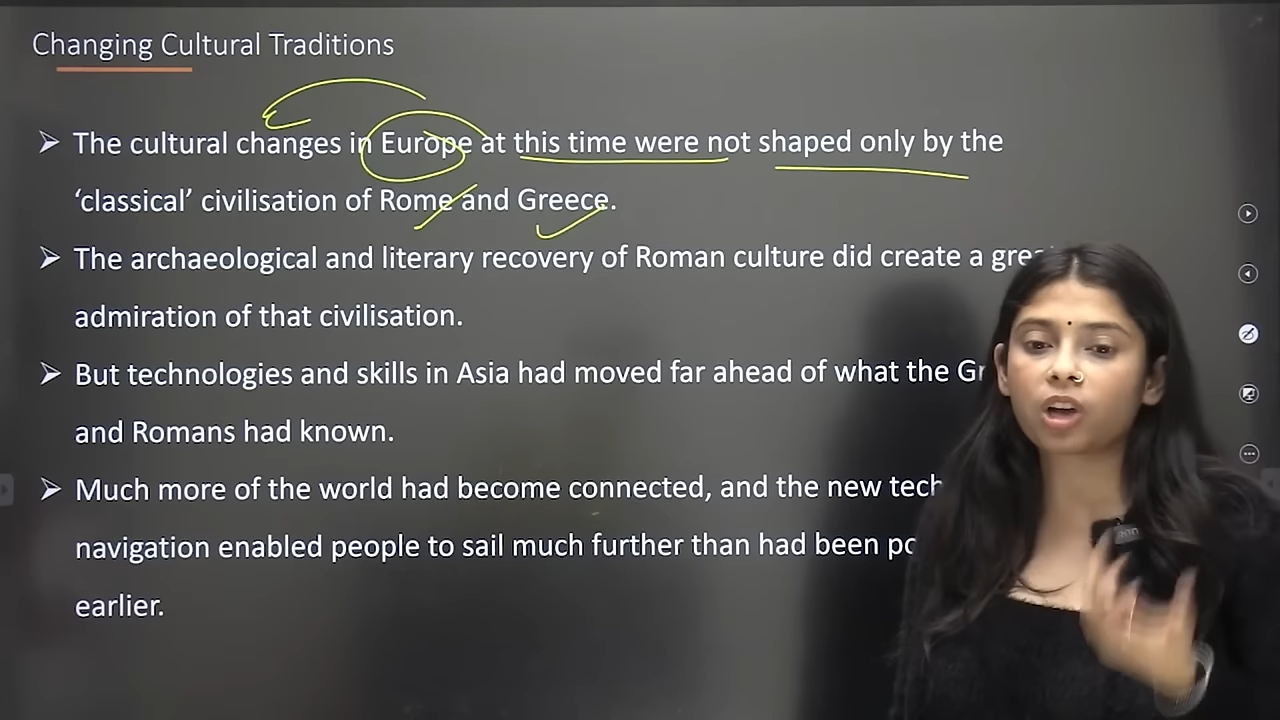 Changing Cultural Traditions
➢ The cultural changes in Europe at this time were not shaped only by the
‘classical’ civilisation of Rome and Greece.
➢ The archaeological and literary recovery of Roman culture did create a
admiration of that civilisation.
➢ But technologies and skills in Asia had moved far ahead of what the
and Romans had known.
➢ Much more of the world had become connected, and the new
navigation enabled people to sail much further than had been
earlier.